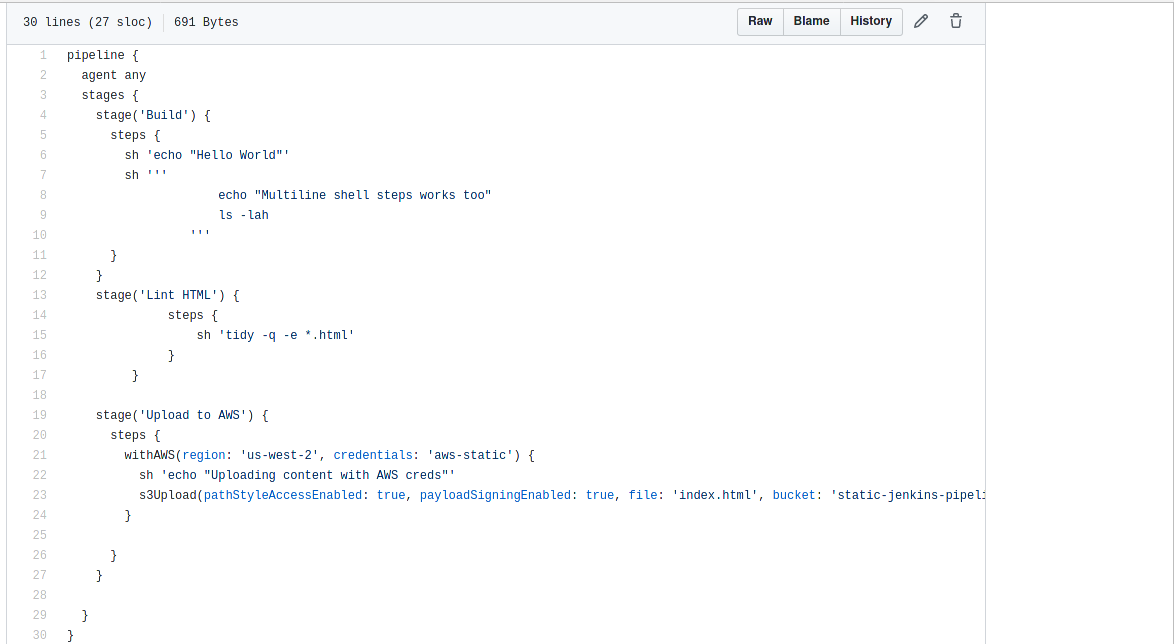 30 lines (27 sloc) 691 Bytes Raw Blame History
1 pipeline {
2 agent any
3 stages {
4 stage('Build') {
5 steps {
6 sh 'echo "Hello World"'
7 sh '''
8 echo "Multiline shell steps works too"
9 ls -lah
10 '''
11 }
12 }
13 stage('Lint HTML') {
14 steps {
15 sh 'tidy -q -e *.html'
16 }
17 }
18
19 stage('Upload to AWS') {
20 steps {
21 withAWS(region: 'us-west-2', credentials: 'aws-static') {
22 sh 'echo "Uploading content with AWS creds"'
23 s3Upload(pathStyleAccessEnabled: true, payloadSigningEnabled: true, file: 'index.html', bucket: 'static-jenkins-pipeli
24 }
25
26 }
27 }
28
29 }
30 }